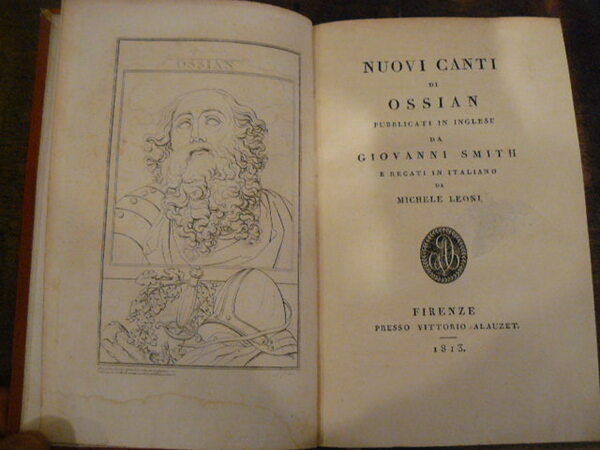 OSSIAN
NUOVI CANTI
DI
OSSIAN
PUBBLICATI IN INGLESE
DA
GIOVANNI SMITH
E RECATI IN ITALIANO
DA
MICHELE LEONI
FIRENZE
PRESSO VITTORIO ALAUZET.
1813.